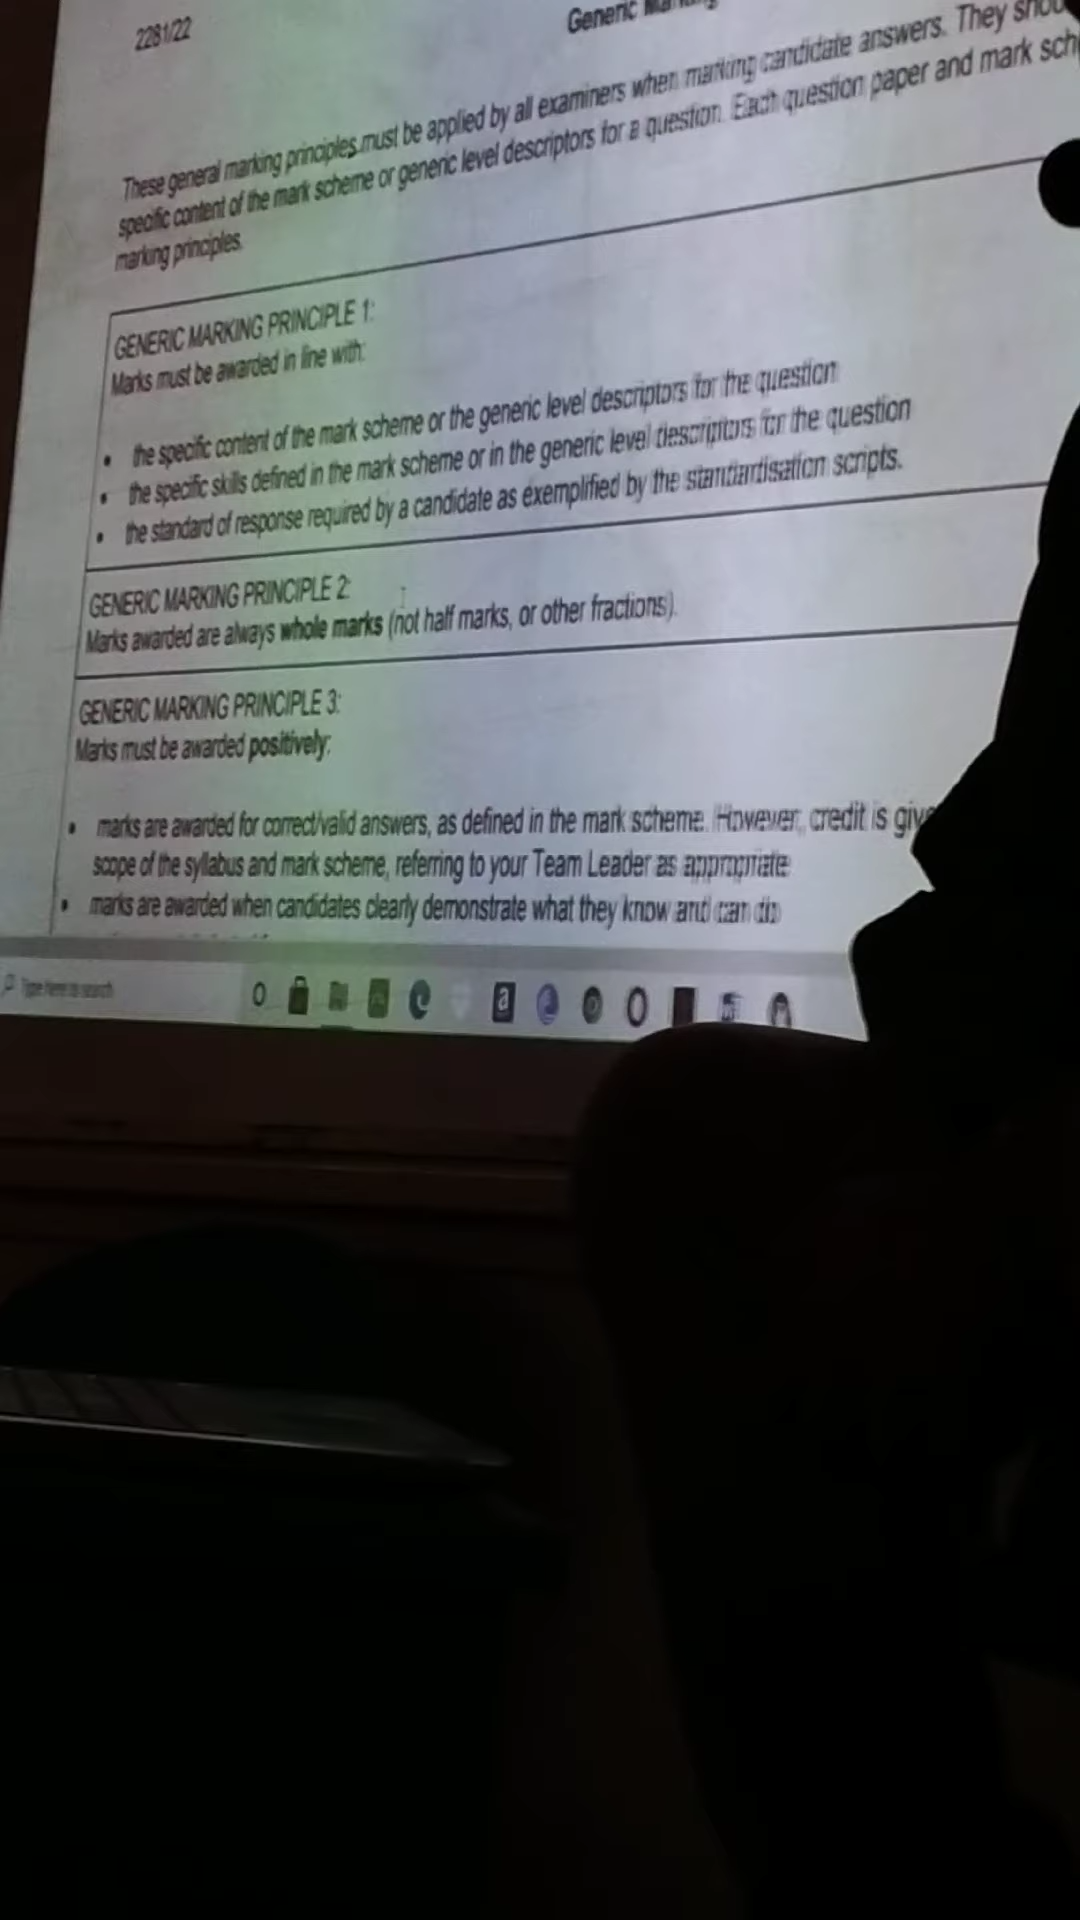 2281/22
Generic
These general marking principles must be applied by all examiners when marking candidate answers. They
specific content of the mark scheme or generic level descriptors for a question. Each question paper and mark
marking principles.
GENERIC MARKING PRINCIPLE 1:
Marks must be awarded in line with:
• the specific content of the mark scheme or the generic level descriptors for the question
• the specific skills defined in the mark scheme or in the generic level descriptors for the question
• the standard of response required by a candidate as exemplified by the standardisation scripts.
GENERIC MARKING PRINCIPLE 2:
Marks awarded are always whole marks (not half marks, or other fractions).
GENERIC MARKING PRINCIPLE 3:
Marks must be awarded positively:
• marks are awarded for correct/valid answers, as defined in the mark scheme. However, credit is
scope of the syllabus and mark scheme, referring to your Team Leader as appropriate
• marks are awarded when candidates clearly demonstrate what they know and can do
Type here to search
a